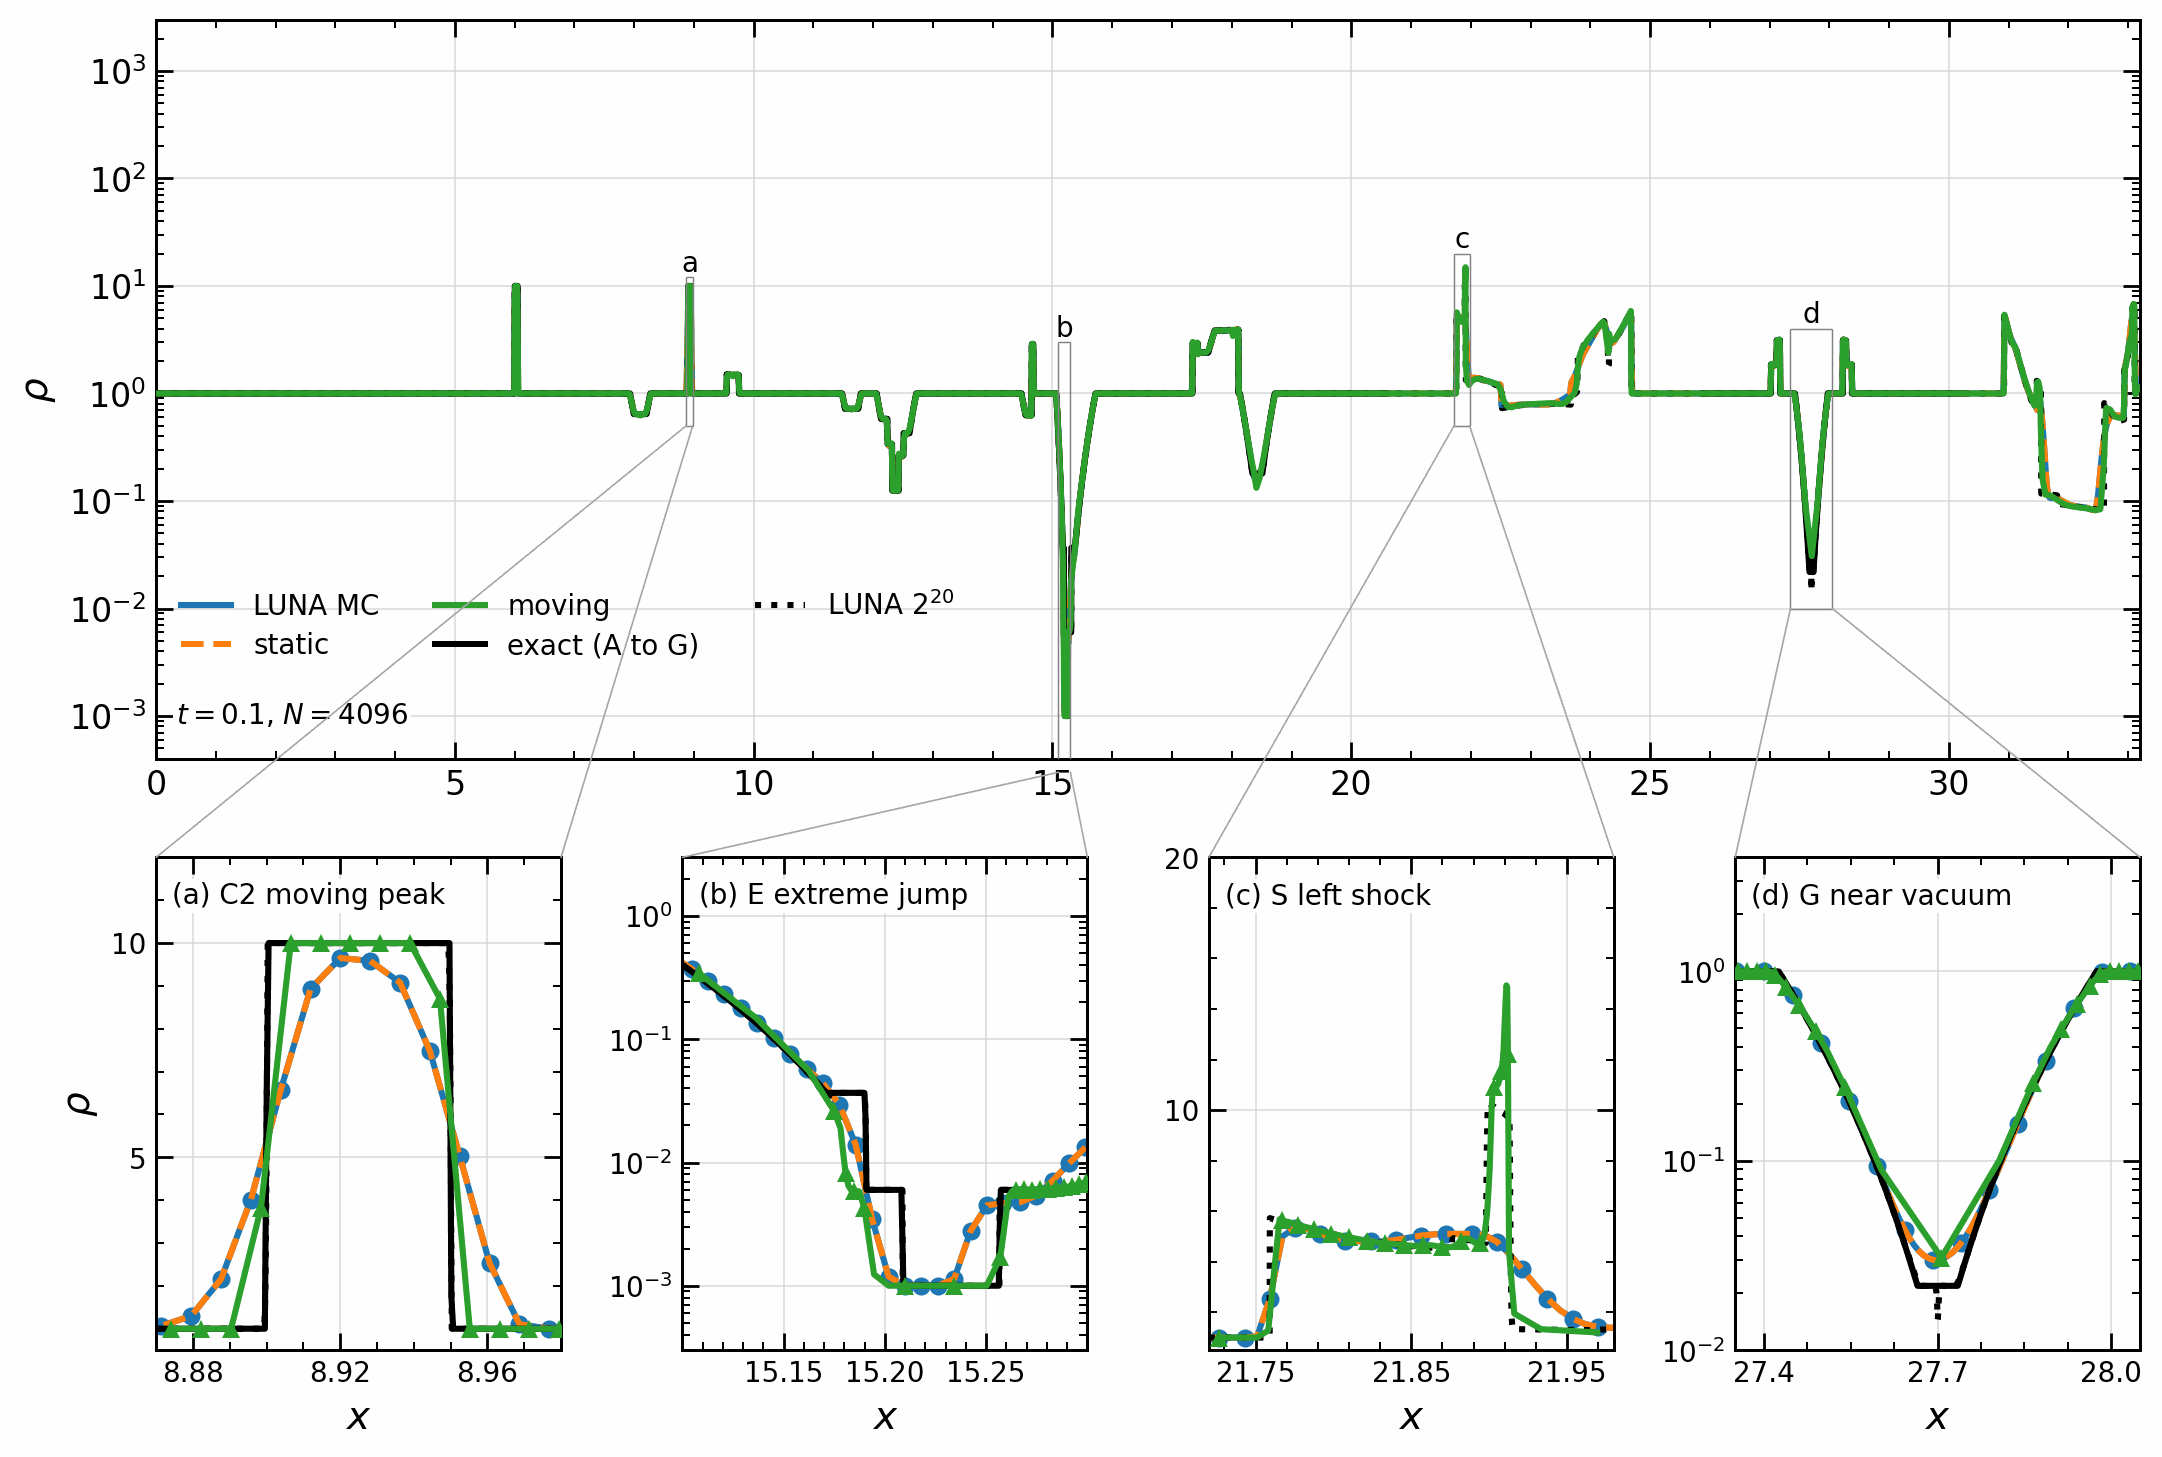 10³
10²
10¹
10⁰
10⁻¹
10⁻²
10⁻³
ρ
a
b
c
d
LUNA MC
moving
LUNA 2²⁰
static
exact (A to G)
t = 0.1, N = 4096
0
5
10
15
20
25
30
(a) C2 moving peak
10
5
ρ
8.88
8.92
8.96
x
(b) E extreme jump
10⁰
10⁻¹
10⁻²
10⁻³
15.15
15.20
15.25
x
(c) S left shock
20
10
21.75
21.85
21.95
x
(d) G near vacuum
10⁰
10⁻¹
10⁻²
27.4
27.7
28.0
x